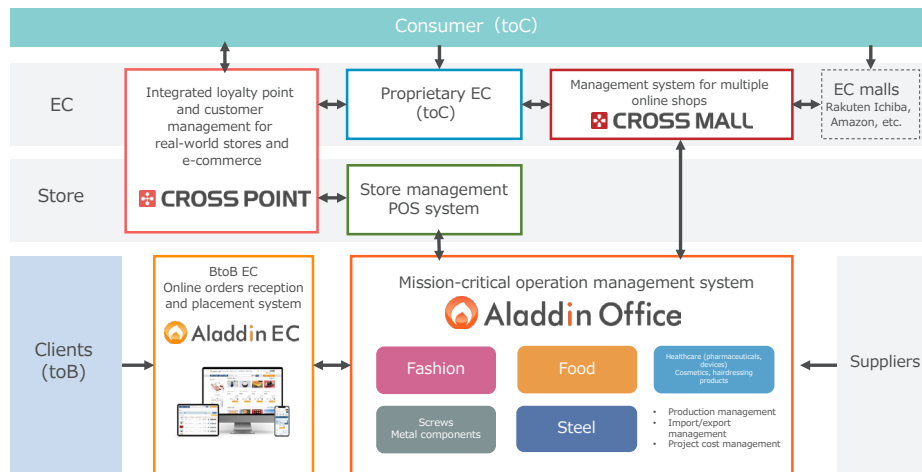 Consumer（toC）
EC
Integrated loyalty point
and customer
management for
real-world stores and
e-commerce
CROSS POINT
Proprietary EC
(toC)
Management system for multiple
online shops
CROSS MALL
EC malls
Rakuten Ichiba,
Amazon, etc.
Store
Store management
POS system
Clients
(toB)
BtoB EC
Online orders reception
and placement system
Aladdin EC
Mission-critical operation management system
Aladdin Office
Fashion
Food
Healthcare (pharmaceuticals,
devices)
Cosmetics, hairdressing
products
Screws
Metal components
Steel
• Production management
• Import/export
management
• Project cost management
Suppliers